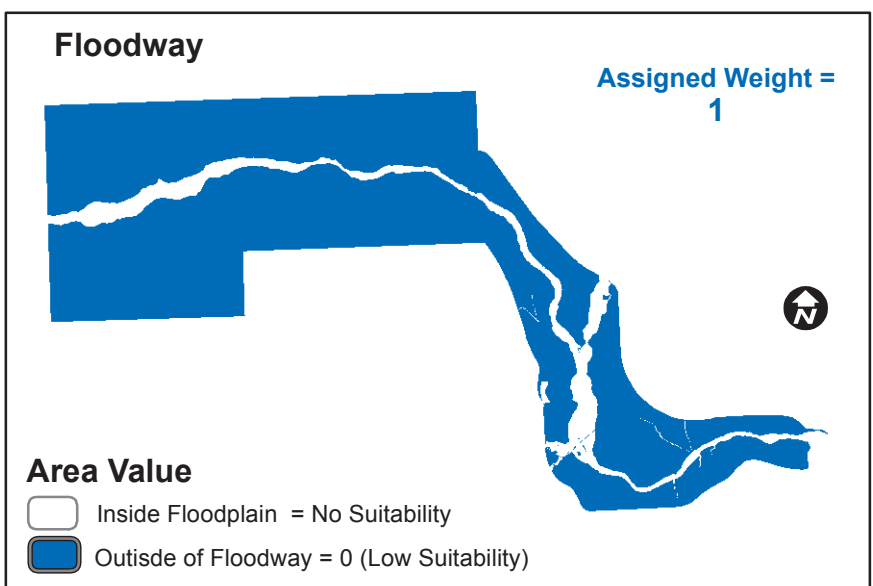 Floodway
Assigned Weight =
1
N
Area Value
Inside Floodplain = No Suitability
Outisde of Floodway = 0 (Low Suitability)